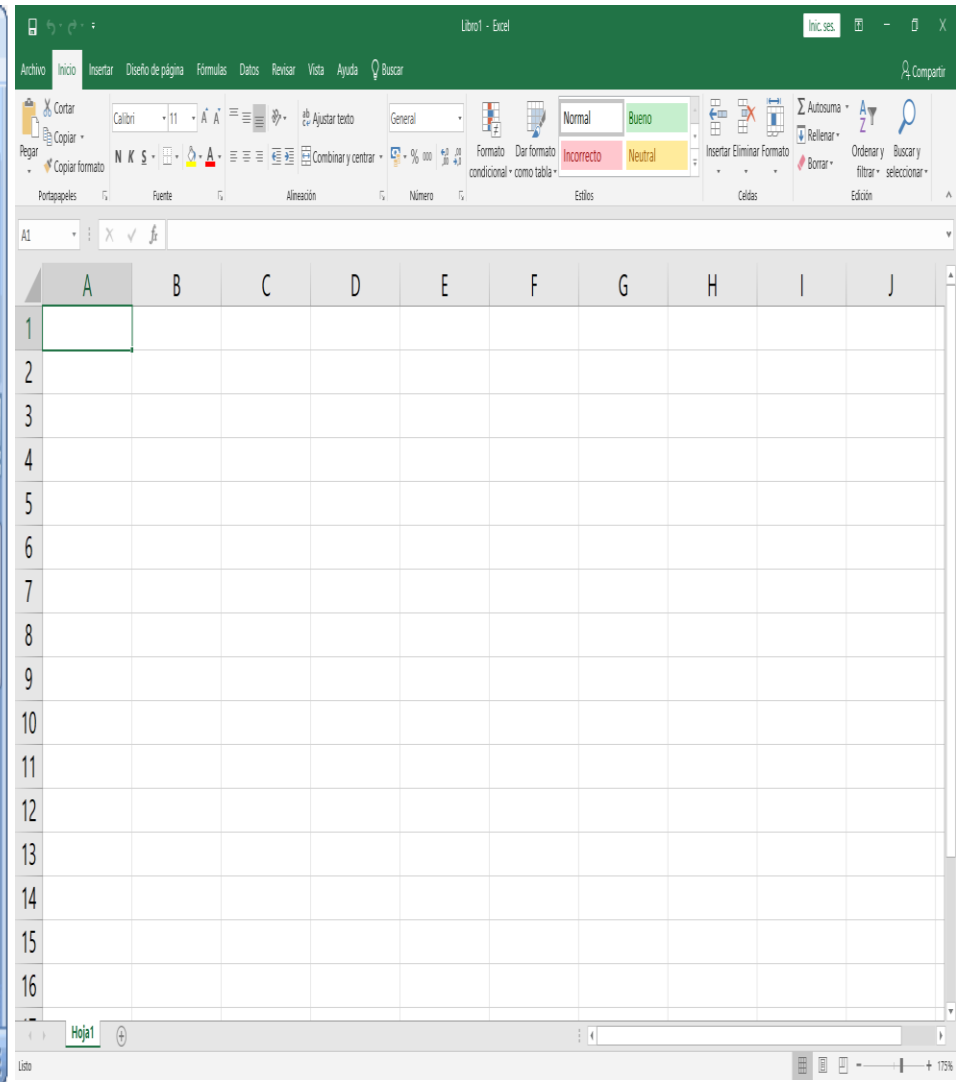 Libro1 - Excel
Inic. ses.
Archivo Inicio Insertar Diseño de página Fórmulas Datos Revisar Vista Ayuda Buscar Compartir
Pegar
Cortar
Copiar
Copiar formato
Portapapeles
Calibri 11
N K S A
Fuente
Ajustar texto
Combinar y centrar
Alineación
General
% 000
Número
Formato condicional
Dar formato como tabla
Normal Bueno
Incorrecto Neutral
Estilos
Insertar Eliminar Formato
Celdas
Autosuma
Rellenar
Borrar
Ordenar y filtrar
Buscar y seleccionar
Edición
A1 fx
A B C D E F G H I J
1
2
3
4
5
6
7
8
9
10
11
12
13
14
15
16
Hoja1
Listo 175%